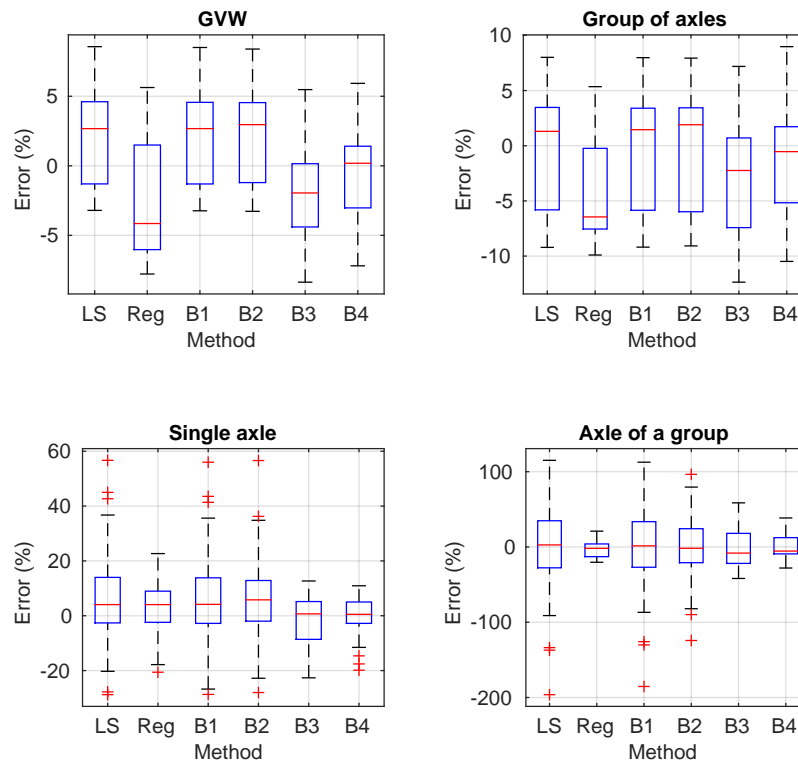 GVW
5
0
-5
Error (%)
LS Reg B1 B2 B3 B4
Method
Group of axles
10
5
0
-5
-10
Error (%)
LS Reg B1 B2 B3 B4
Method
Single axle
60
40
20
0
-20
Error (%)
LS Reg B1 B2 B3 B4
Method
Axle of a group
100
0
-100
-200
Error (%)
LS Reg B1 B2 B3 B4
Method